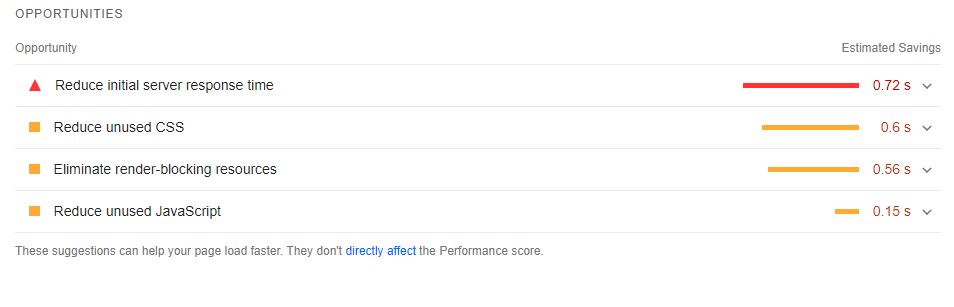 OPPORTUNITIES
Opportunity Estimated Savings
Reduce initial server response time 0.72 s
Reduce unused CSS 0.6 s
Eliminate render-blocking resources 0.56 s
Reduce unused JavaScript 0.15 s
These suggestions can help your page load faster. They don't directly affect the Performance score.